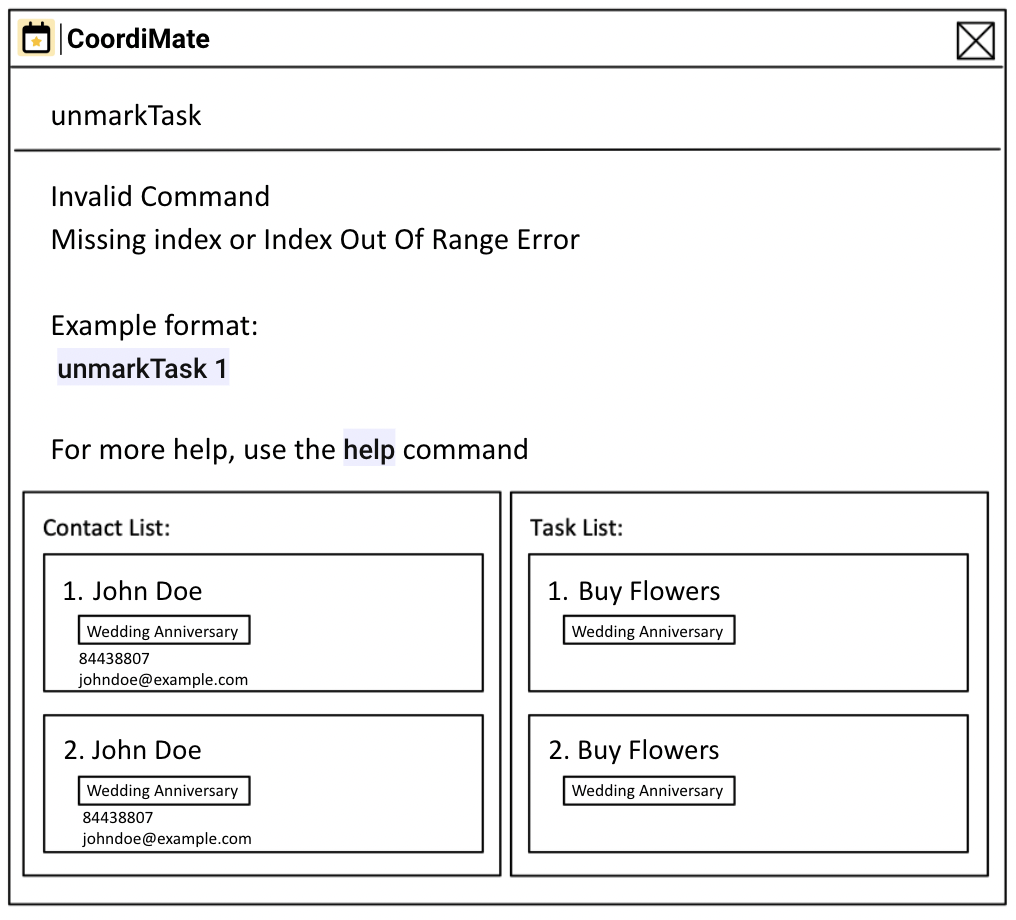 CoordiMate
unmarkTask
Invalid Command
Missing index or Index Out Of Range Error
Example format:
unmarkTask 1
For more help, use the help command
Contact List:
1. John Doe
Wedding Anniversary
84438807
johndoe@example.com
2. John Doe
Wedding Anniversary
84438807
johndoe@example.com
Task List:
1. Buy Flowers
Wedding Anniversary
2. Buy Flowers
Wedding Anniversary